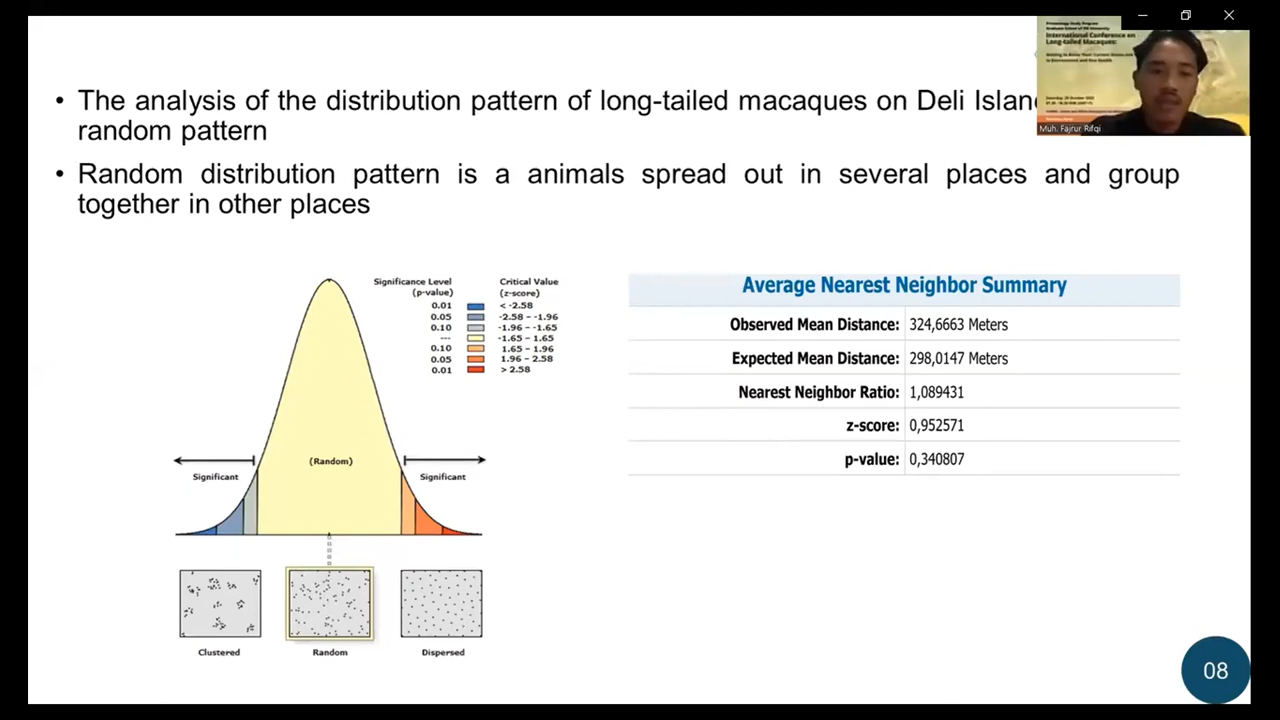 • The analysis of the distribution pattern of long-tailed macaques on Deli Island
random pattern
• Random distribution pattern is a animals spread out in several places and group
together in other places
International Conference on
Long-tailed Macaques:
Muh. Fajrur Rifqi
Significance Level
(p-value)
Critical Value
(z-score)
0.01 < -2.58
0.05 -2.58 – -1.96
0.10 -1.96 – -1.65
--- -1.65 – 1.65
0.10 1.65 – 1.96
0.05 1.96 – 2.58
0.01 > 2.58
Significant
(Random)
Significant
Clustered
Random
Dispersed
Average Nearest Neighbor Summary
Observed Mean Distance: 324,6663 Meters
Expected Mean Distance: 298,0147 Meters
Nearest Neighbor Ratio: 1,089431
z-score: 0,952571
p-value: 0,340807
08